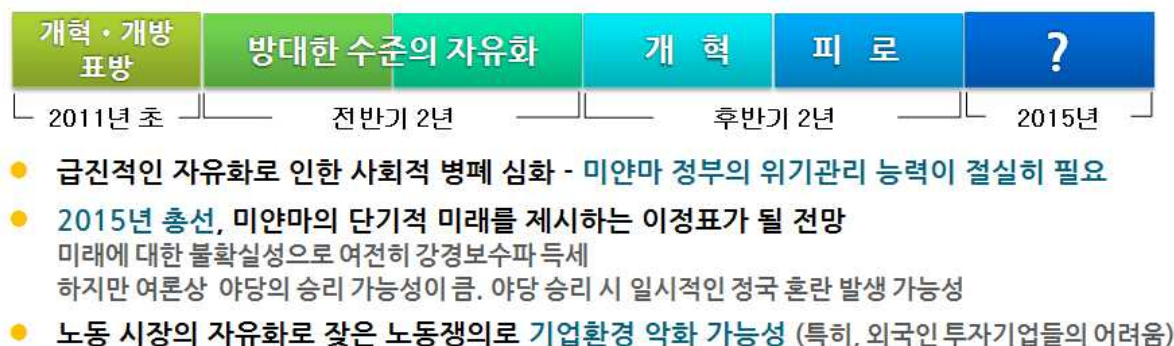 개혁・개방
표방
방대한 수준의 자유화
개 혁
피 로
?
2011년 초
전반기 2년
후반기 2년
2015년
급진적인 자유화로 인한 사회적 병폐 심화 - 미얀마 정부의 위기관리 능력이 절실히 필요
2015년 총선, 미얀마의 단기적 미래를 제시하는 이정표가 될 전망
미래에 대한 불확실성으로 여전히 강경보수파 득세
하지만 여론상 야당의 승리 가능성이 큼. 야당 승리 시 일시적인 정국 혼란 발생 가능성
노동 시장의 자유화로 잦은 노동쟁의로 기업환경 악화 가능성 (특히, 외국인 투자기업들의 어려움)